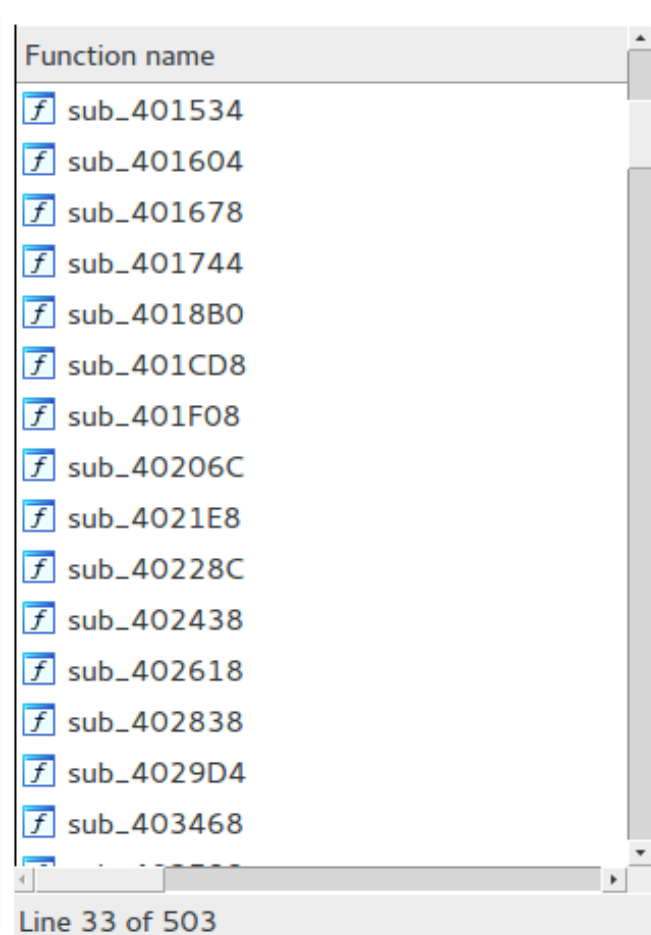 Function name
f sub_401534
f sub_401604
f sub_401678
f sub_401744
f sub_4018B0
f sub_401CD8
f sub_401F08
f sub_40206C
f sub_4021E8
f sub_40228C
f sub_402438
f sub_402618
f sub_402838
f sub_4029D4
f sub_403468
Line 33 of 503